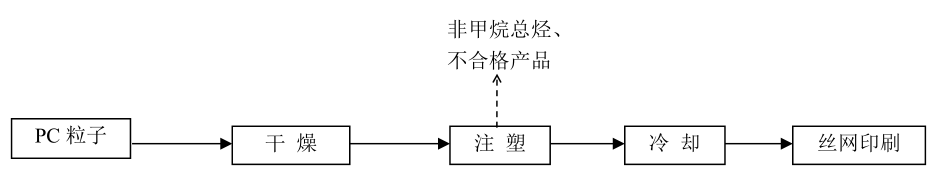 非甲烷总烃、
不合格产品
PC 粒子
干 燥
注 塑
冷 却
丝网印刷